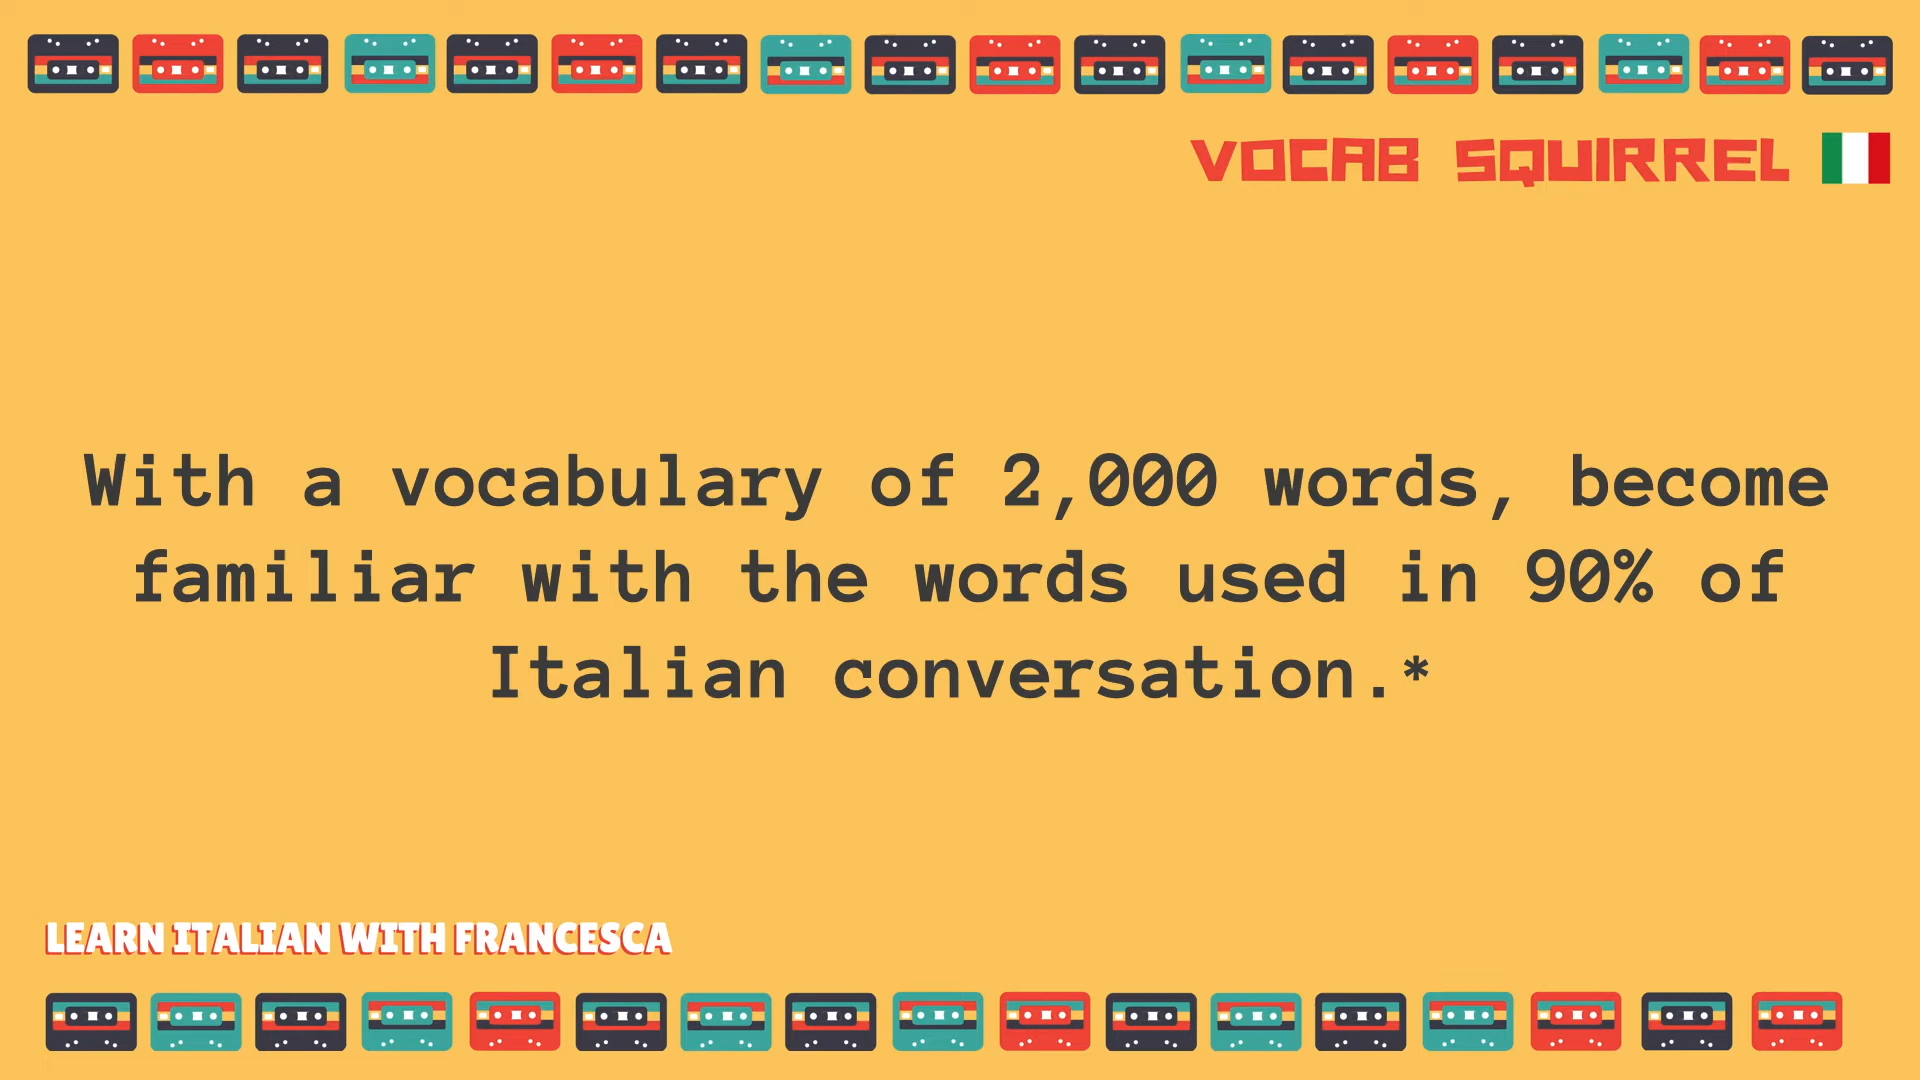 VOCAB SQUIRREL
With a vocabulary of 2,000 words, become
familiar with the words used in 90% of
Italian conversation.*
LEARN ITALIAN WITH FRANCESCA